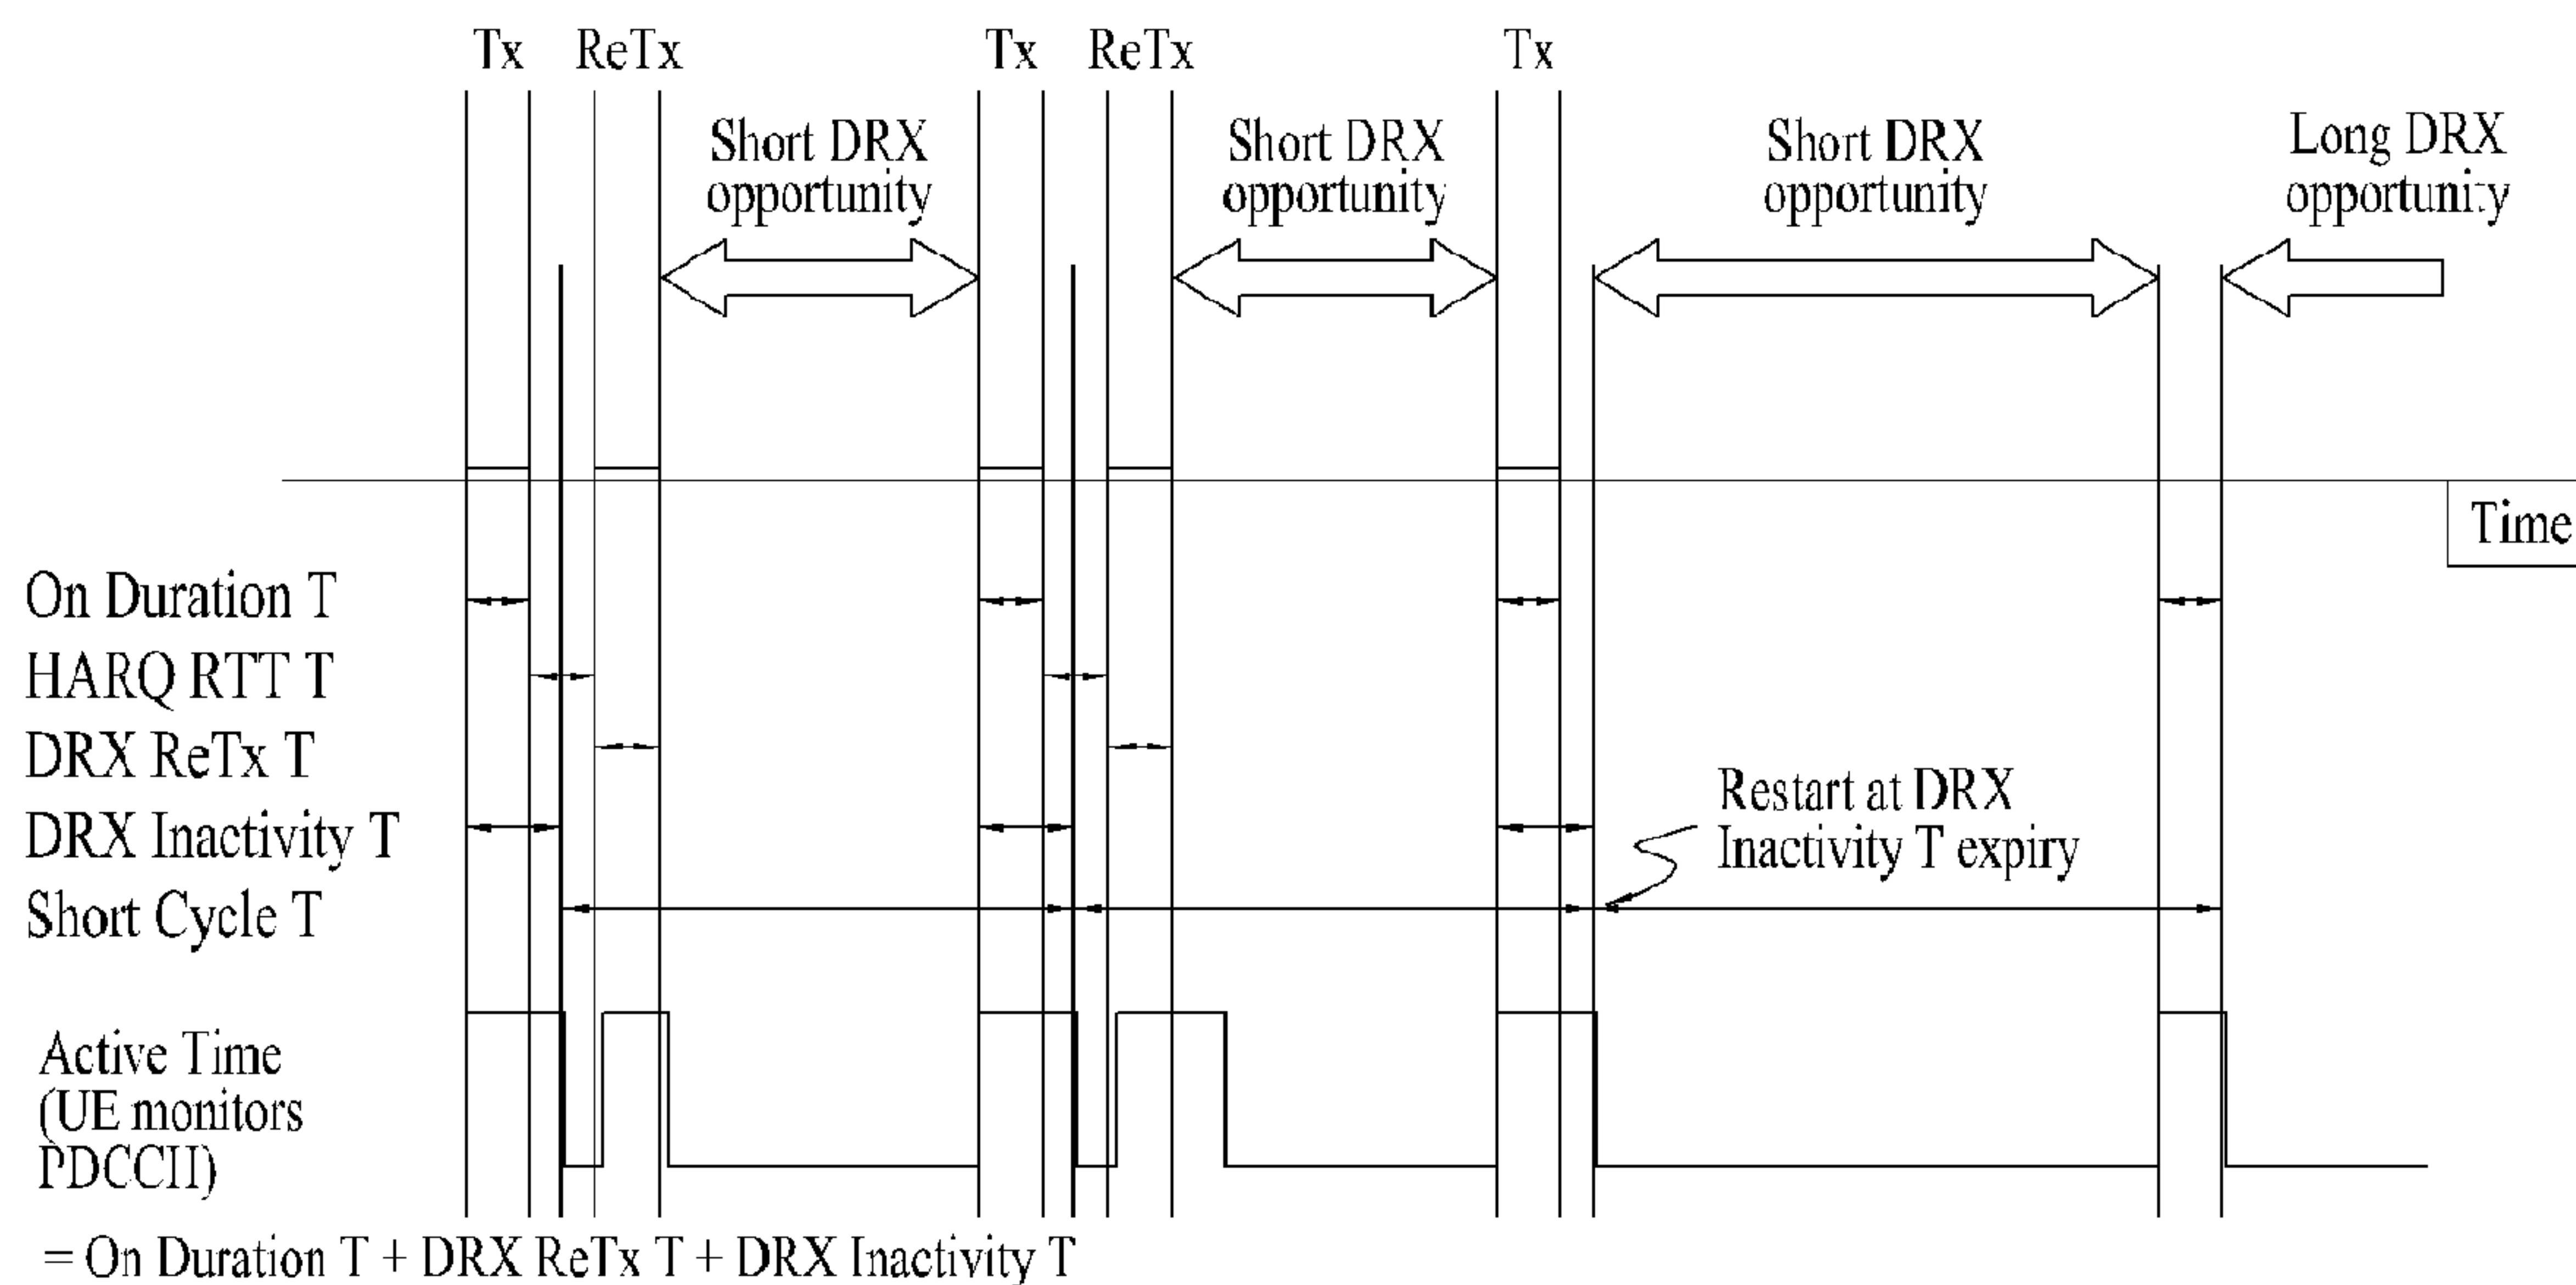 Tx ReTx Tx ReTx Tx
Short DRX
opportunity
Short DRX
opportunity
Short DRX
opportunity
Long DRX
opportunity
Time
On Duration T
HARQ RTT T
DRX ReTx T
DRX Inactivity T
Short Cycle T
Restart at DRX
Inactivity T expiry
Active Time
(UE monitors
PDCCH)
= On Duration T + DRX ReTx T + DRX Inactivity T